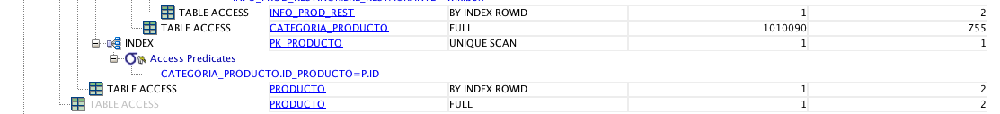 TABLE ACCESS INFO_PROD_REST BY INDEX ROWID 1 2
TABLE ACCESS CATEGORIA_PRODUCTO FULL 1010090 755
INDEX PK_PRODUCTO UNIQUE SCAN 1 1
Access Predicates
CATEGORIA_PRODUCTO.ID_PRODUCTO=P.ID
TABLE ACCESS PRODUCTO BY INDEX ROWID 1 2
TABLE ACCESS PRODUCTO FULL 1 2